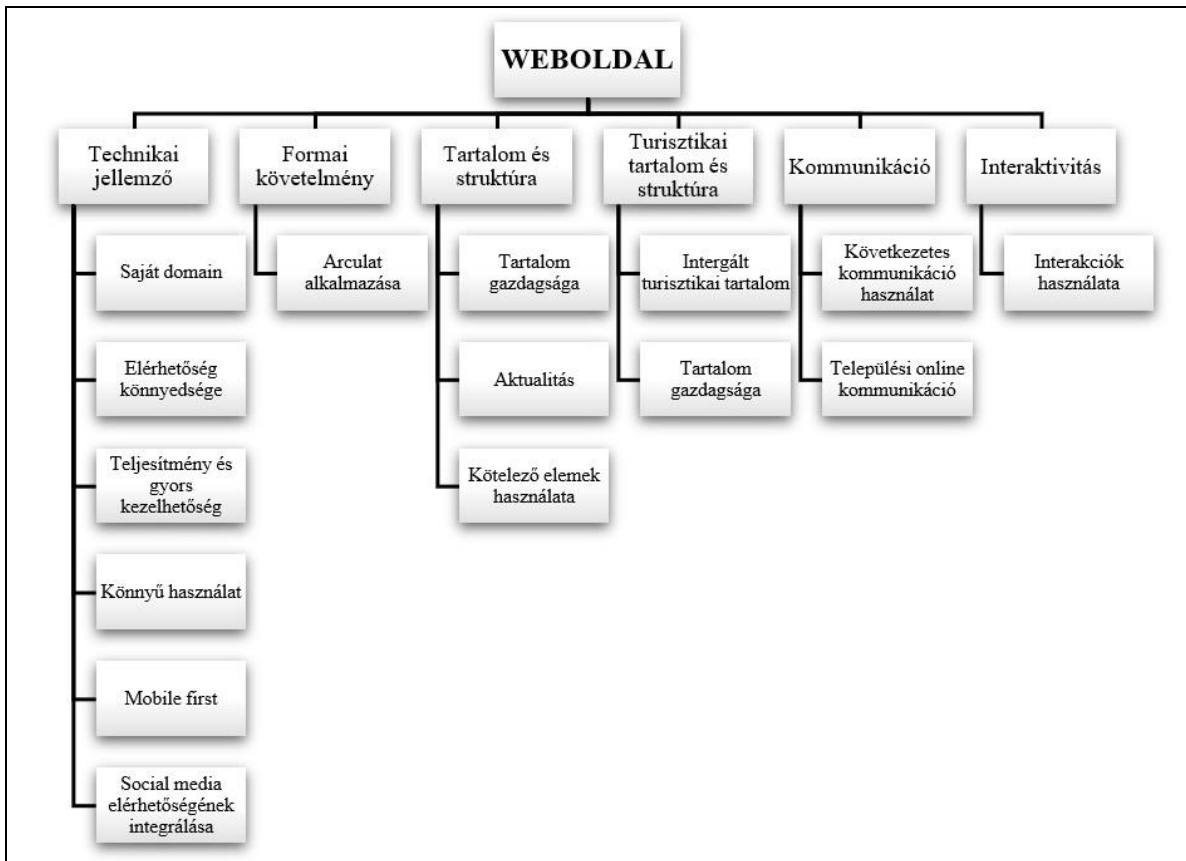 WEBOLDAL
Technikai
jellemző
Formai
követelmény
Tartalom és
struktúra
Turisztikai
tartalom és
struktúra
Kommunikáció
Interaktivitás
Saját domain
Elérhetőség
könnyedsége
Teljesítmény és
gyors
kezelhetőség
Könnyű használat
Mobile first
Social media
elérhetőségének
integrálása
Arculat
alkalmazása
Tartalom
gazdagsága
Aktualitás
Kötelező elemek
használata
Intergált
turisztikai tartalom
Tartalom
gazdagsága
Következetes
kommunikáció
használat
Települési online
kommunikáció
Interakciók
használata